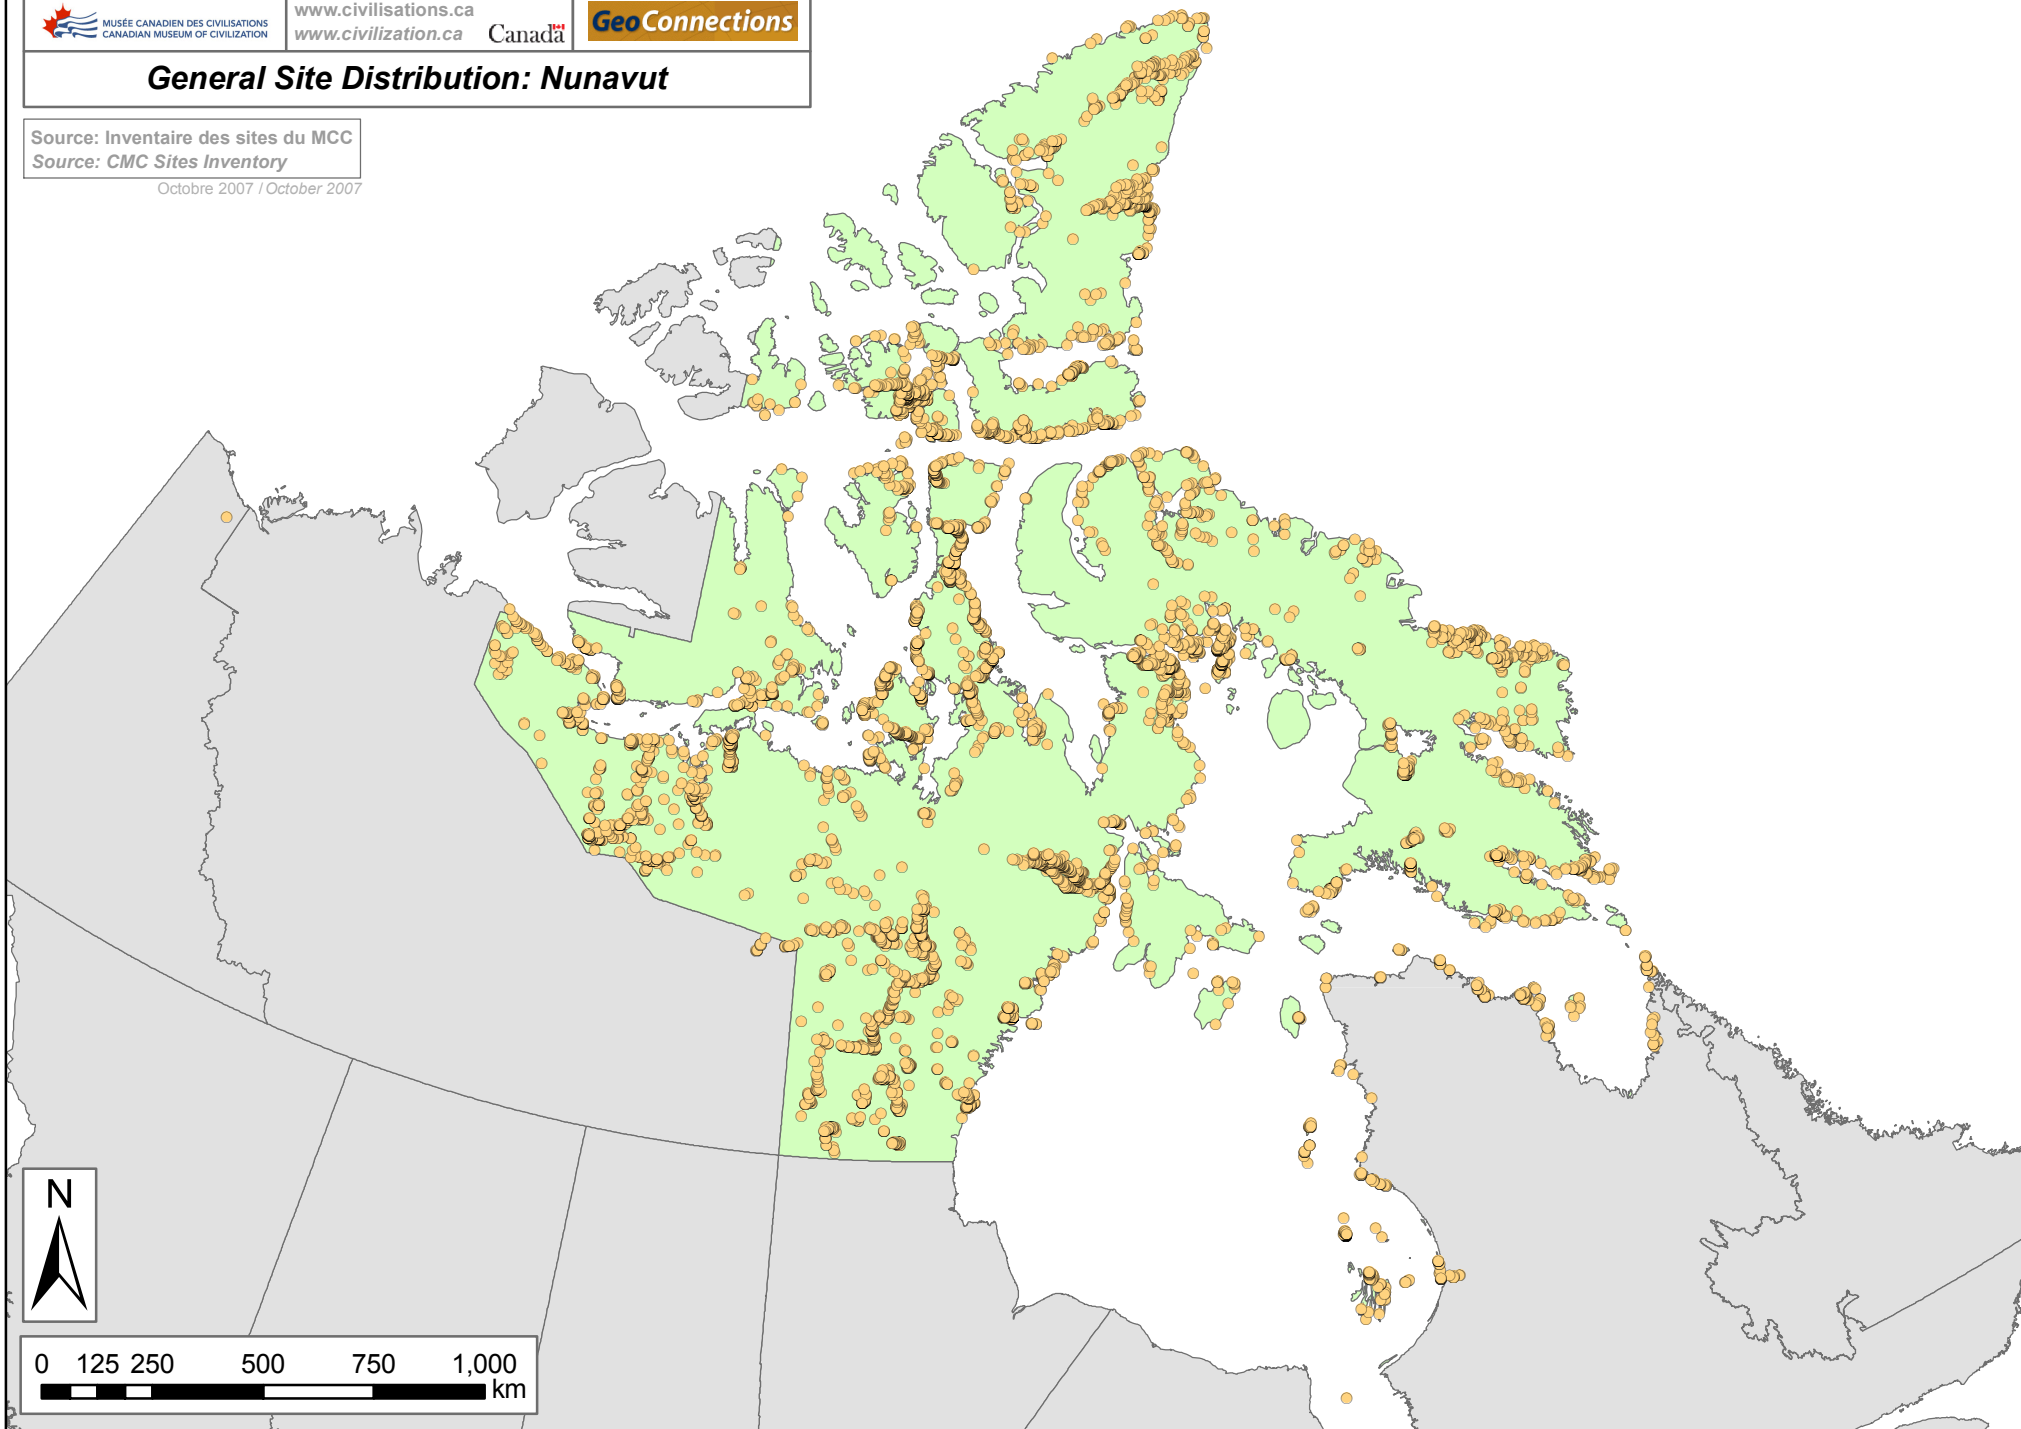 MUSÉE CANADIEN DES CIVILISATIONS
CANADIAN MUSEUM OF CIVILIZATION
www.civilisations.ca
www.civilization.ca
Canada
GeoConnections
General Site Distribution: Nunavut
Source: Inventaire des sites du MCC
Source: CMC Sites Inventory
Octobre 2007 / October 2007
N
0 125 250 500 750 1,000
km